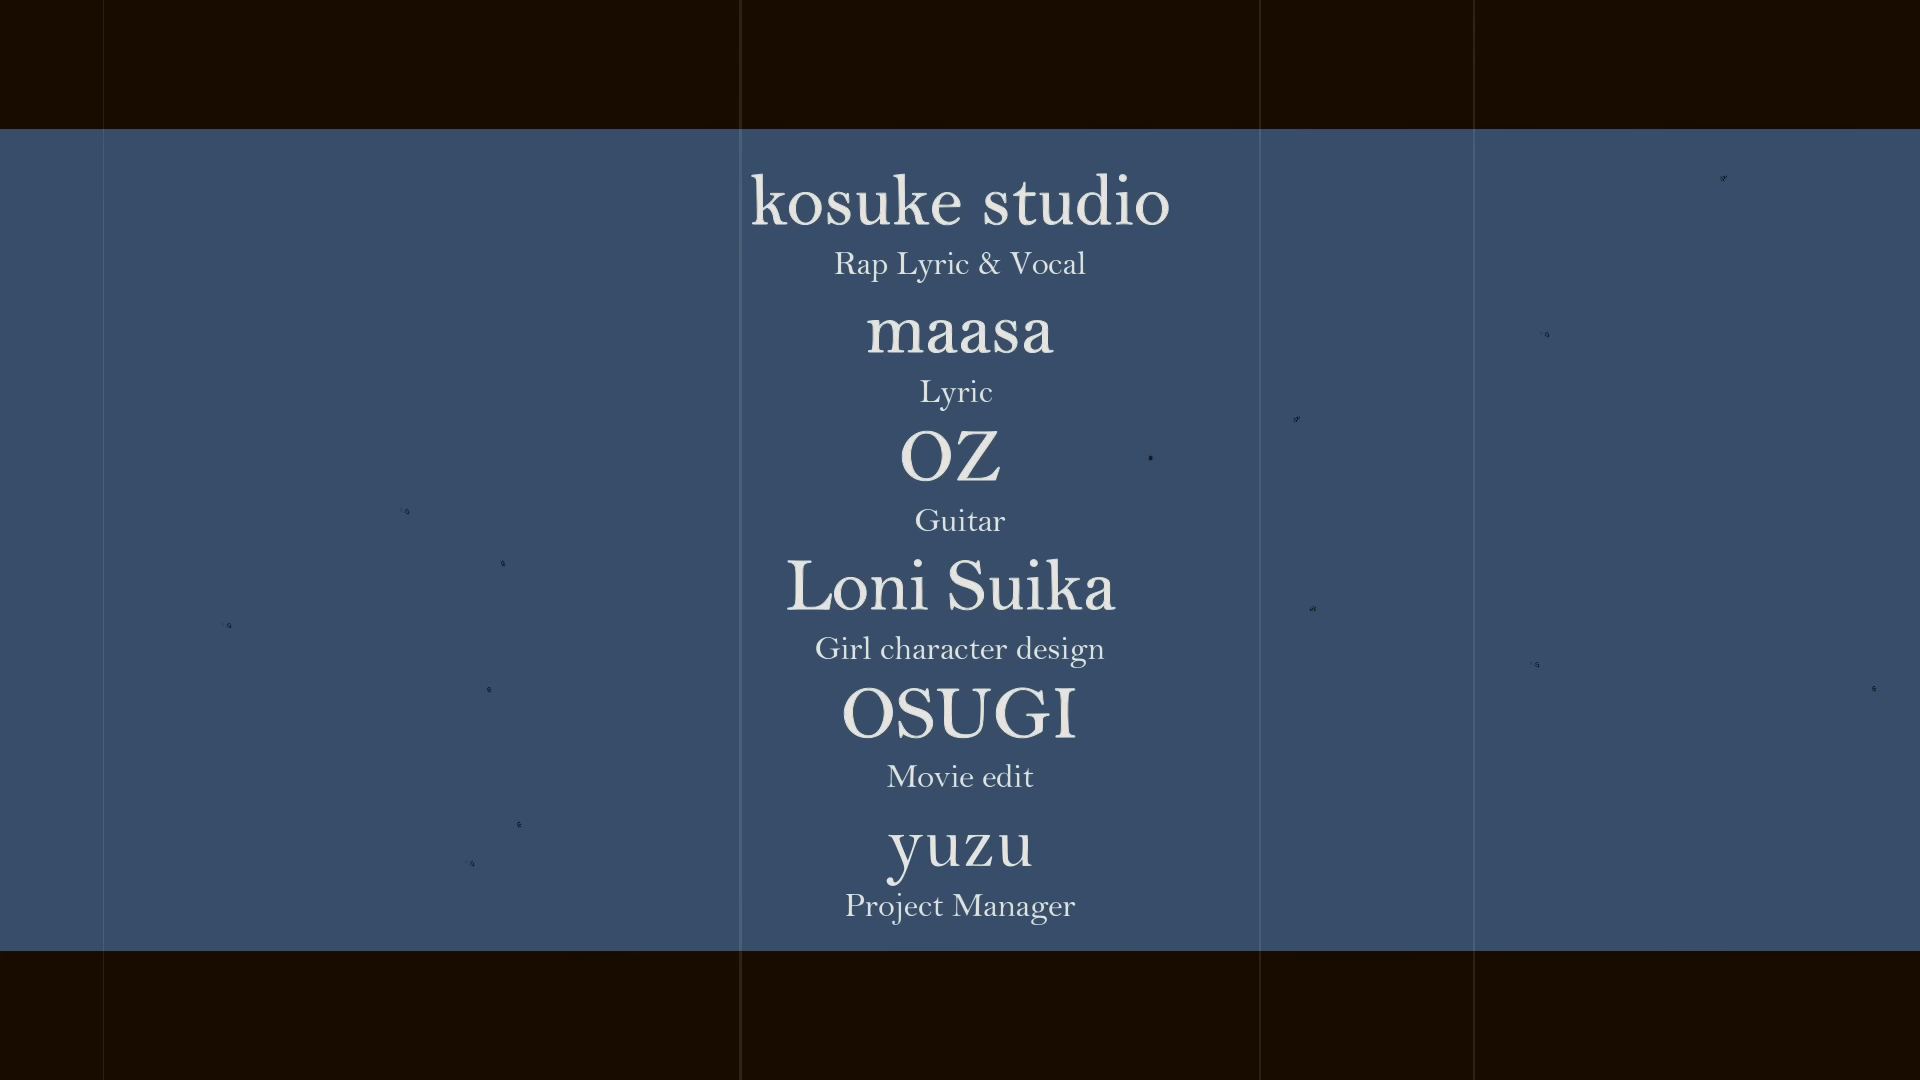 kosuke studio
Rap Lyric & Vocal
maasa
Lyric
OZ
Guitar
Loni Suika
Girl character design
OSUGI
Movie edit
yuzu
Project Manager